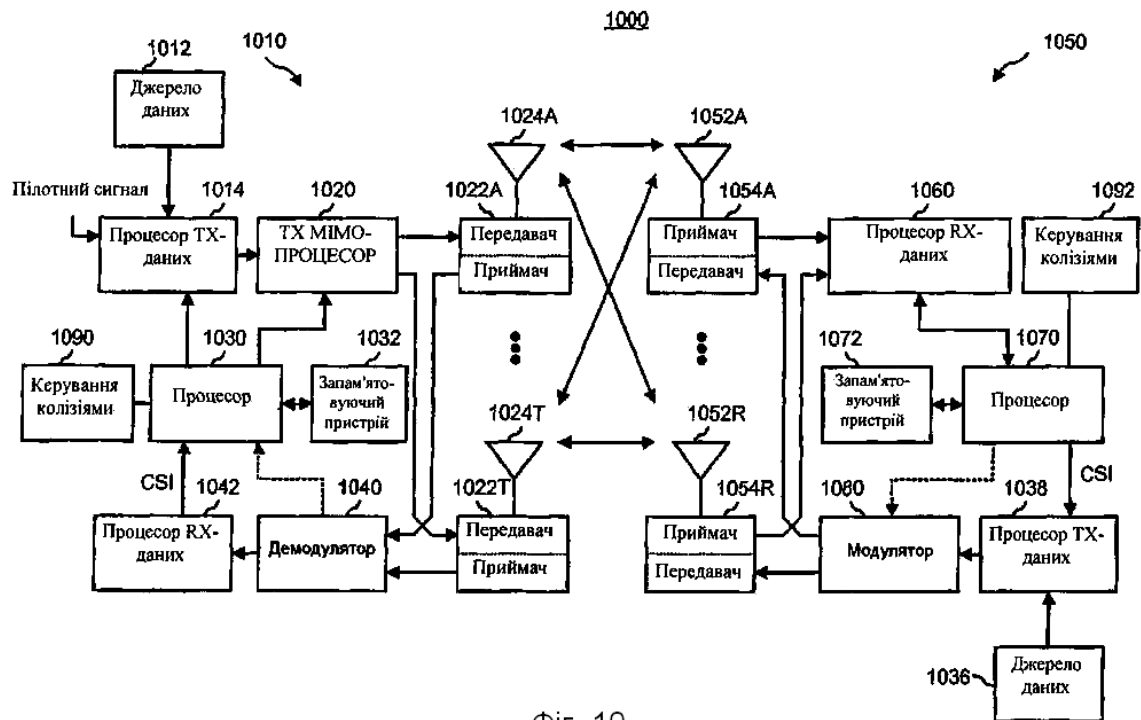 1000
1010
1050
1012
Джерело
даних
1024A
1052A
Пілотний сигнал
1014
Процесор TX-
даних
1020
TX MIMO-
ПРОЦЕСОР
1022A
Передавач
Приймач
1054A
Приймач
Передавач
1060
Процесор RX-
даних
1092
Керування
колізіями
1090
Керування
колізіями
1030
Процесор
1032
Запам'ято-
вуючий
пристрій
1072
Запам'ято-
вуючий
пристрій
1070
Процесор
1024T
1052R
CSI
1042
Процесор RX-
даних
1040
Демодулятор
1022T
Передавач
Приймач
1054R
Приймач
Передавач
1080
Модулятор
CSI
1038
Процесор TX-
даних
1036
Джерело
даних
Фіг. 10